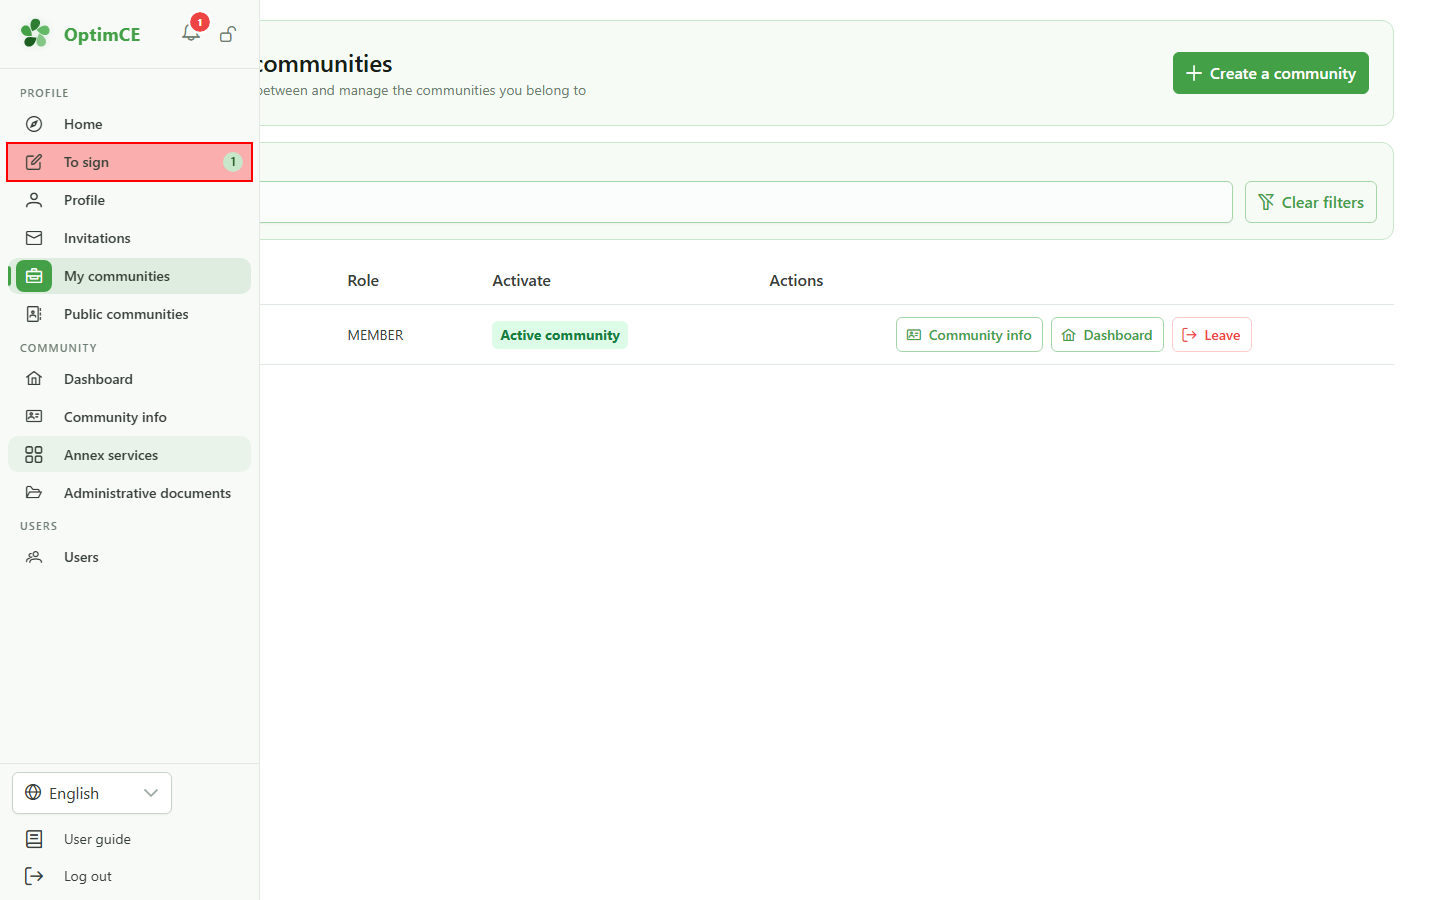 OptimCE
1
PROFILE
Home
To sign
1
Profile
Invitations
My communities
Public communities
COMMUNITY
Dashboard
Community info
Annex services
Administrative documents
USERS
Users
English
User guide
Log out
communities
between and manage the communities you belong to
Create a community
Clear filters
Role
Activate
Actions
MEMBER
Active community
Community info
Dashboard
Leave